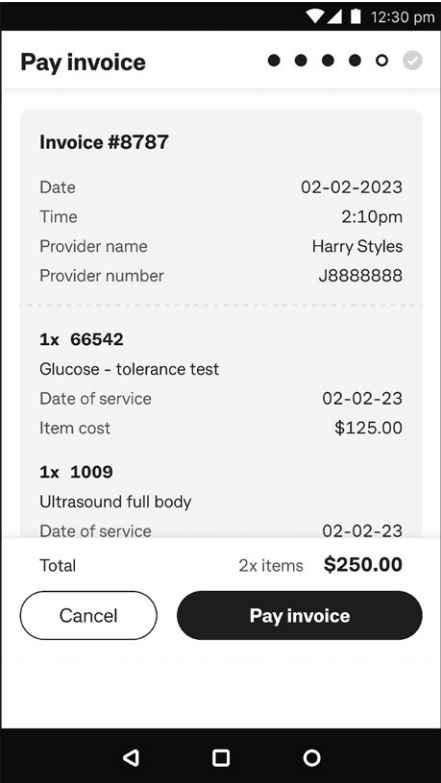 12:30 pm
Pay invoice
Invoice #8787
Date 02-02-2023
Time 2:10pm
Provider name Harry Styles
Provider number J8888888
1x 66542
Glucose - tolerance test
Date of service 02-02-23
Item cost $125.00
1x 1009
Ultrasound full body
Date of service 02-02-23
Total 2x items $250.00
Cancel Pay invoice